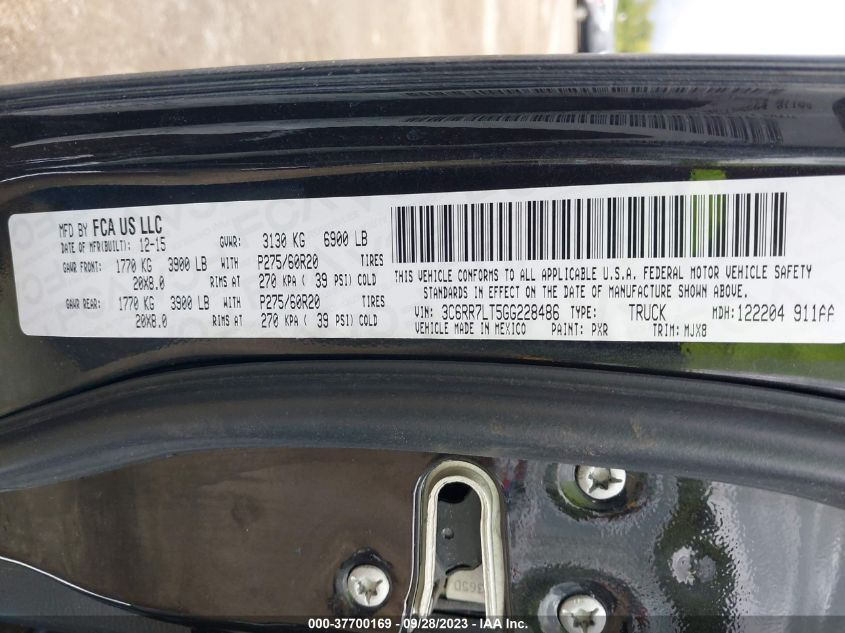 MFD BY FCA US LLC
DATE OF MFR(BUILT): 12-15 GVWR: 3130 KG 6900 LB
GAWR FRONT: 1770 KG 3900 LB WITH P275/60R20 TIRES
20X8.0 RIMS AT 270 KPA ( 39 PSI) COLD
GAWR REAR: 1770 KG 3900 LB WITH P275/60R20 TIRES
20X8.0 RIMS AT 270 KPA ( 39 PSI) COLD
THIS VEHICLE CONFORMS TO ALL APPLICABLE U.S.A. FEDERAL MOTOR VEHICLE SAFETY
STANDARDS IN EFFECT ON THE DATE OF MANUFACTURE SHOWN ABOVE.
VIN: 3C6RR7LT5GG228486 TYPE: TRUCK MDH: 122204 911AA
MADE IN MEXICO PAINT: PXR TRIM: MJX8
000-37700169 - 09/28/2023 - IAAI.com